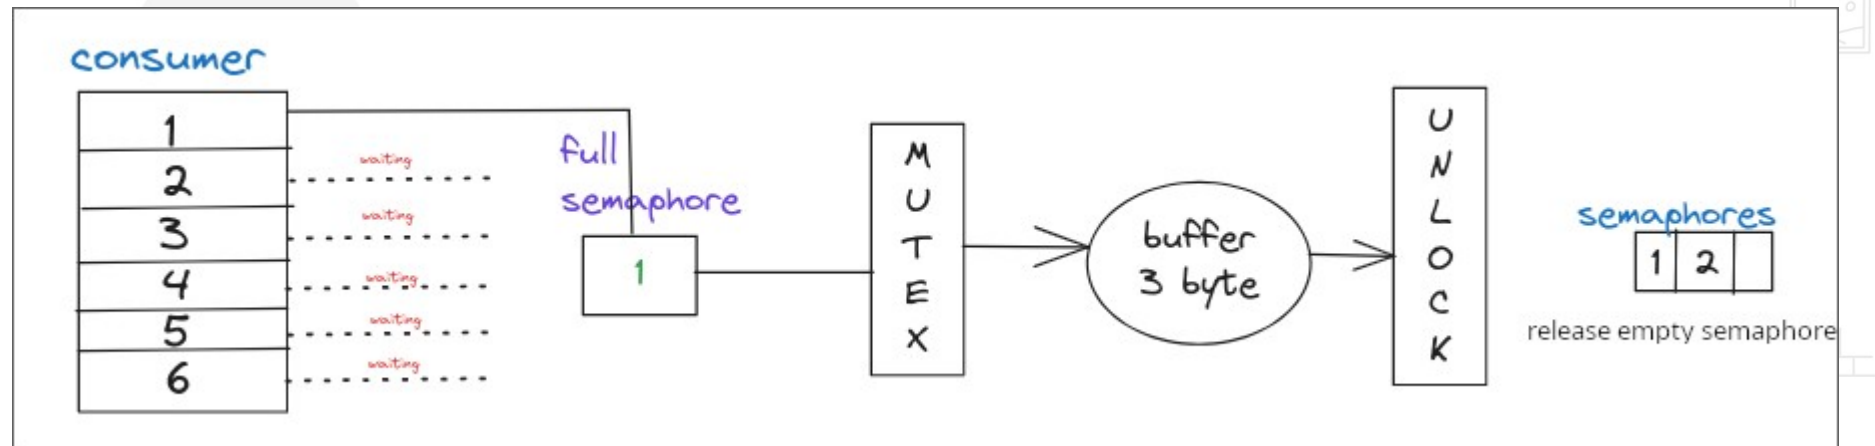 consumer
1
2
3
4
5
6
waiting
waiting
waiting
waiting
waiting
full
semaphore
1
M
U
T
E
X
buffer
3 byte
U
N
L
O
C
K
semaphores
1 2
release empty semaphore